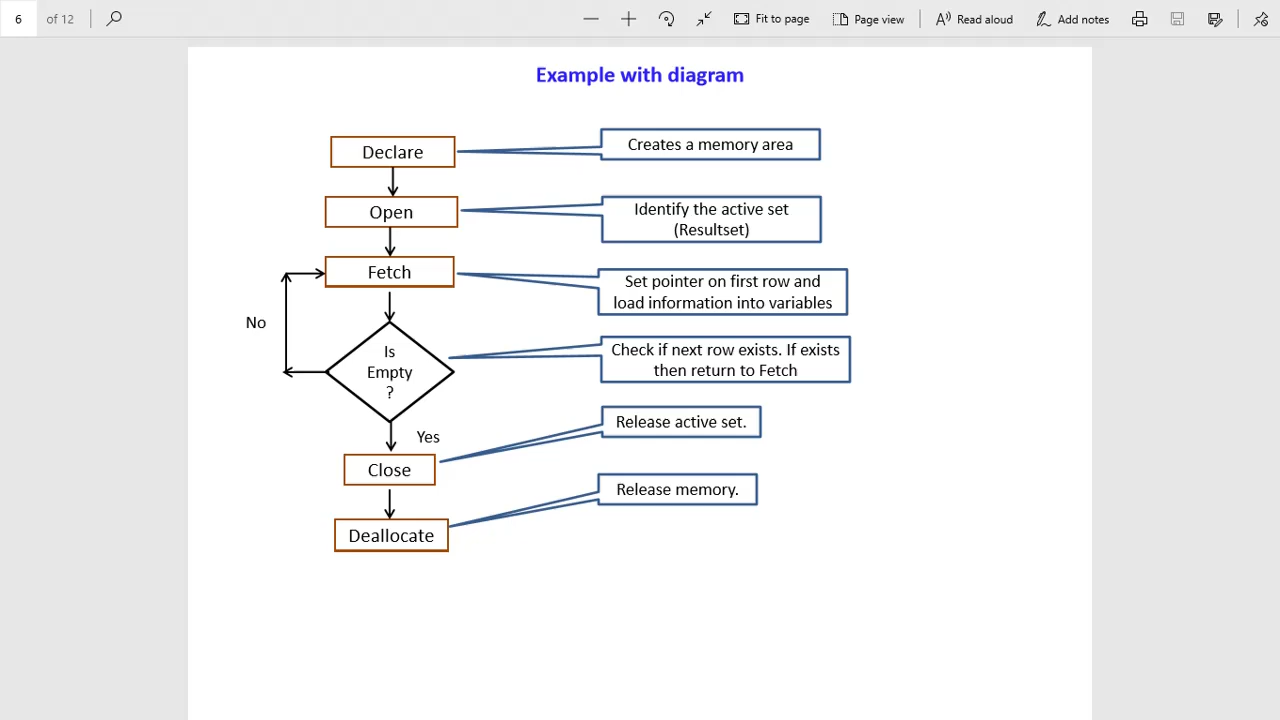 6 of 12 Fit to page Page view Read aloud Add notes
Example with diagram
Declare
Creates a memory area
Open
Identify the active set
(Resultset)
Fetch
Set pointer on first row and
load information into variables
No
Is
Empty
?
Check if next row exists. If exists
then return to Fetch
Yes
Release active set.
Close
Release memory.
Deallocate